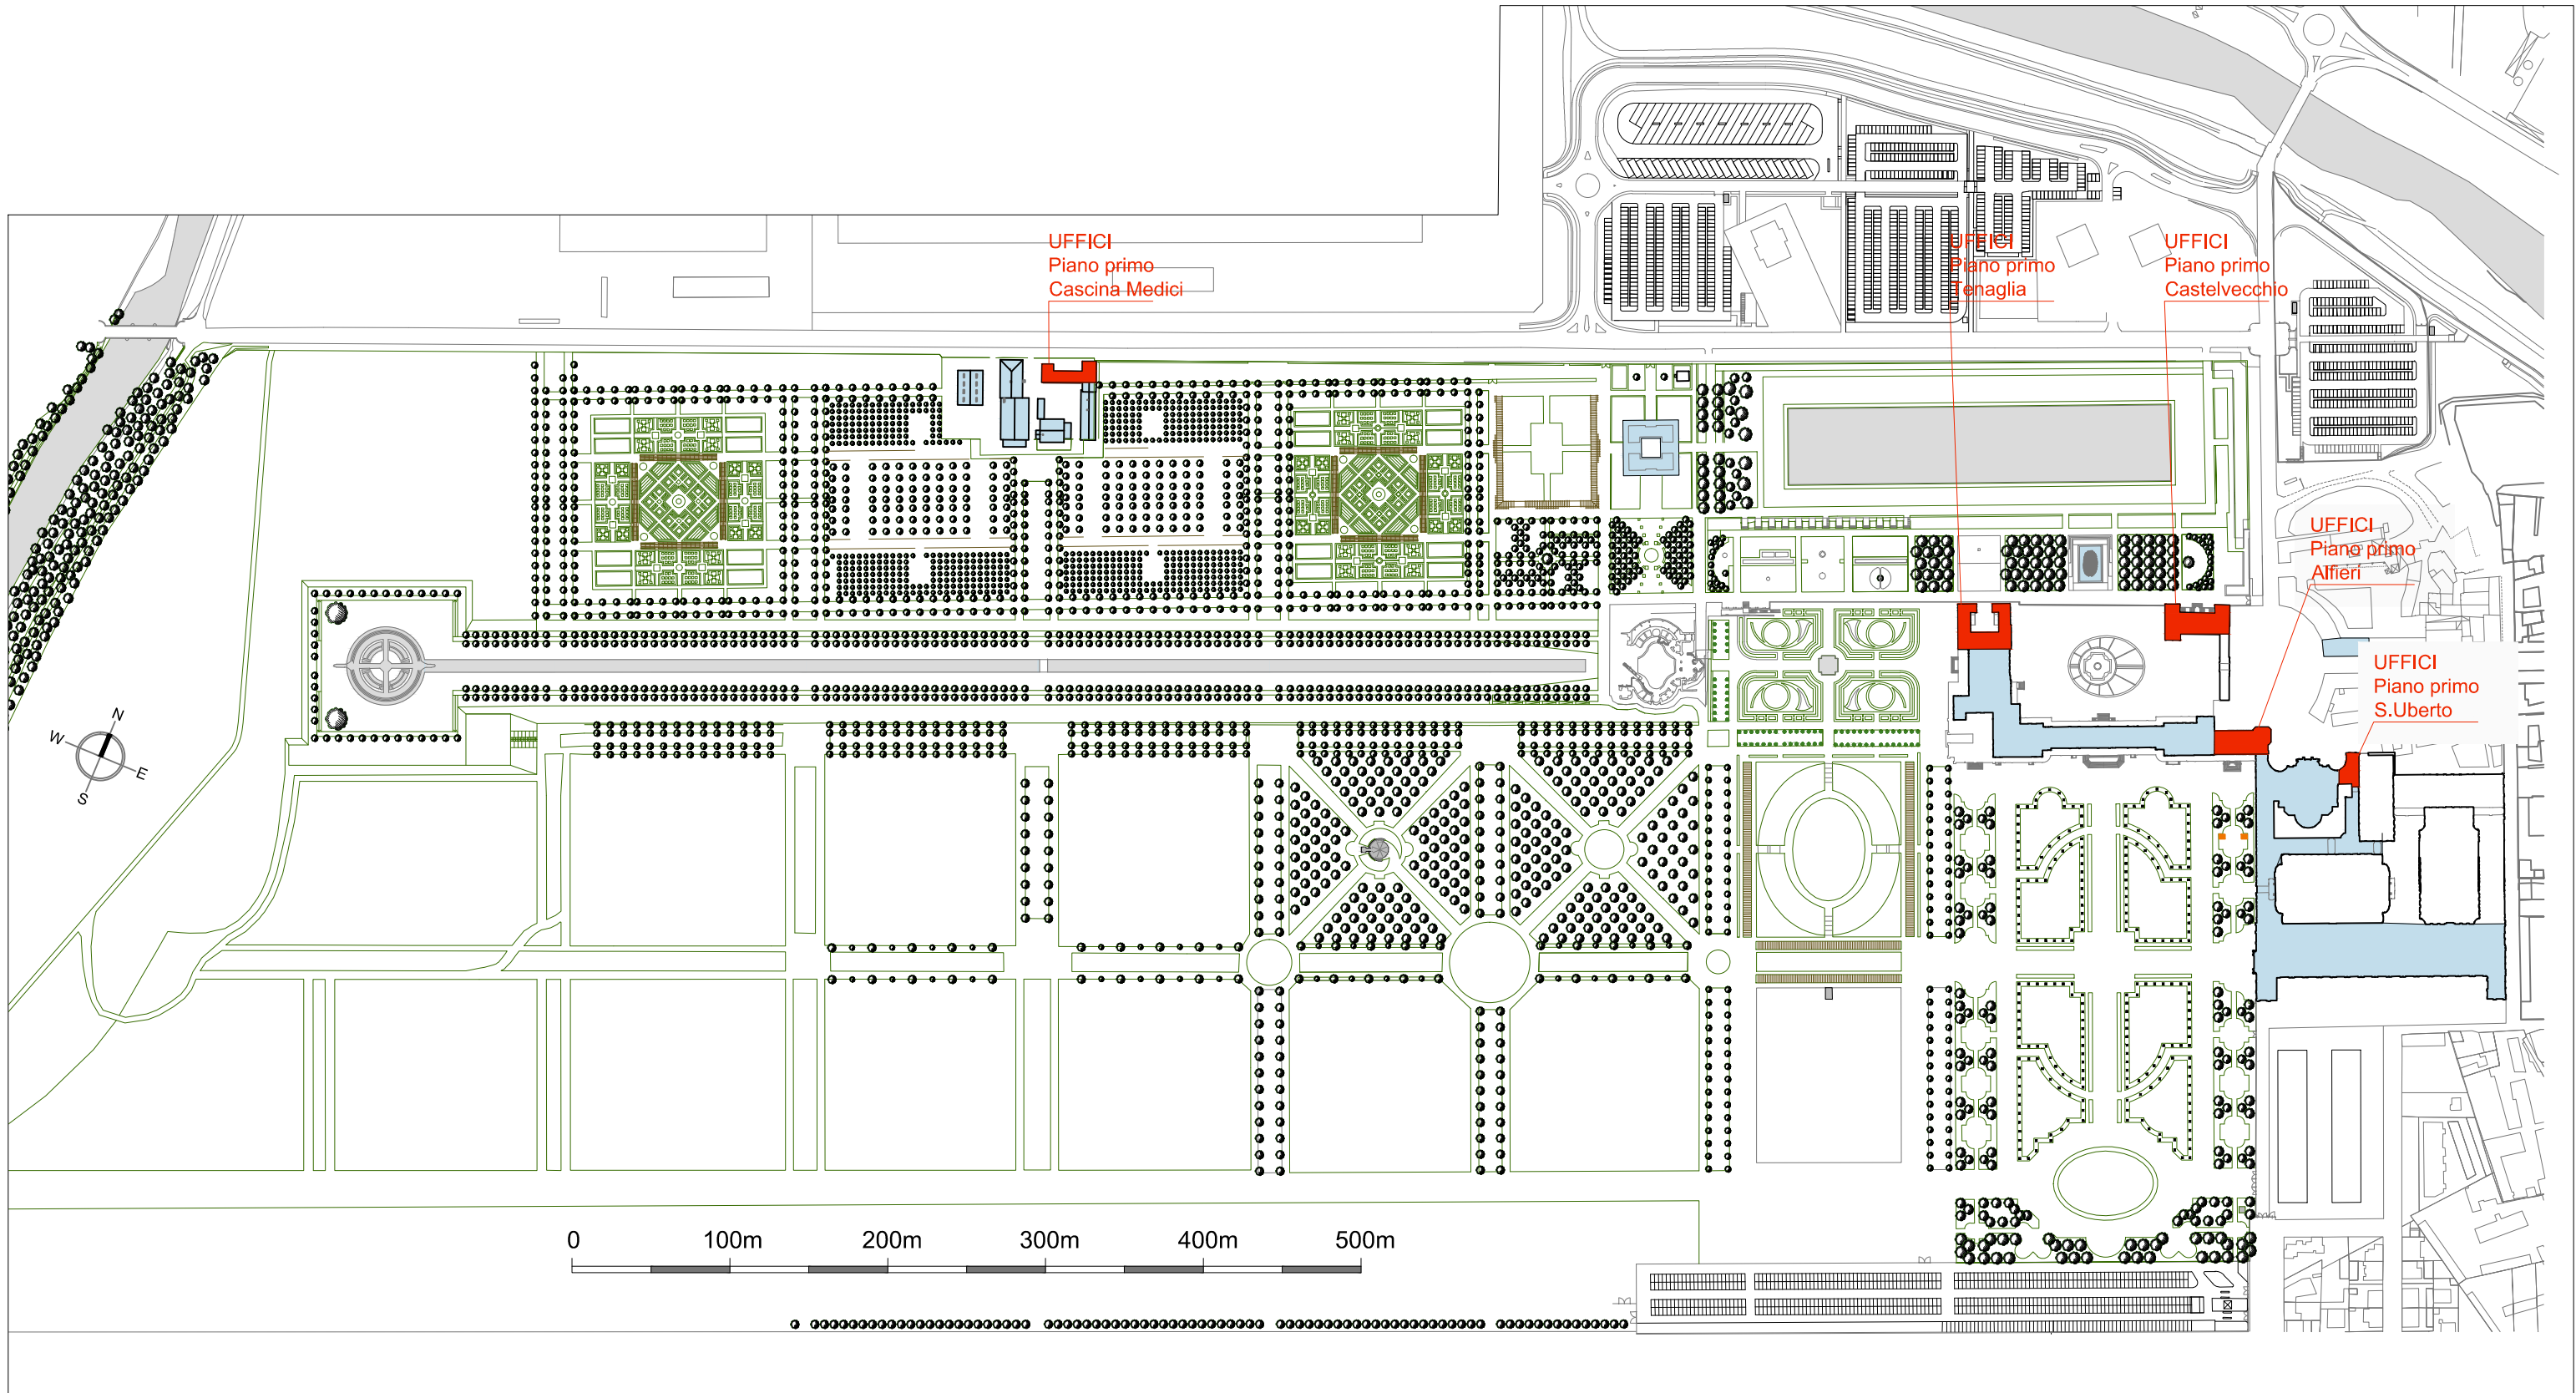 UFFICI
Piano primo
Cascina Medici
UFFICI
Piano primo
Tenaglia
UFFICI
Piano primo
Castelvecchio
UFFICI
Piano primo
Alfieri
UFFICI
Piano primo
S.Uberto
N
W
E
S
0 100m 200m 300m 400m 500m